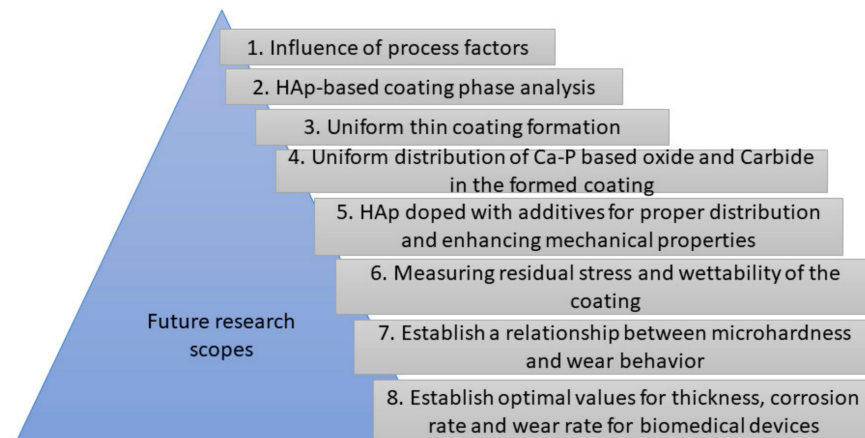 1. Influence of process factors
2. HAp-based coating phase analysis
3. Uniform thin coating formation
4. Uniform distribution of Ca-P based oxide and Carbide
in the formed coating
5. HAp doped with additives for proper distribution
and enhancing mechanical properties
6. Measuring residual stress and wettability of the
coating
Future research
scopes
7. Establish a relationship between microhardness
and wear behavior
8. Establish optimal values for thickness, corrosion
rate and wear rate for biomedical devices